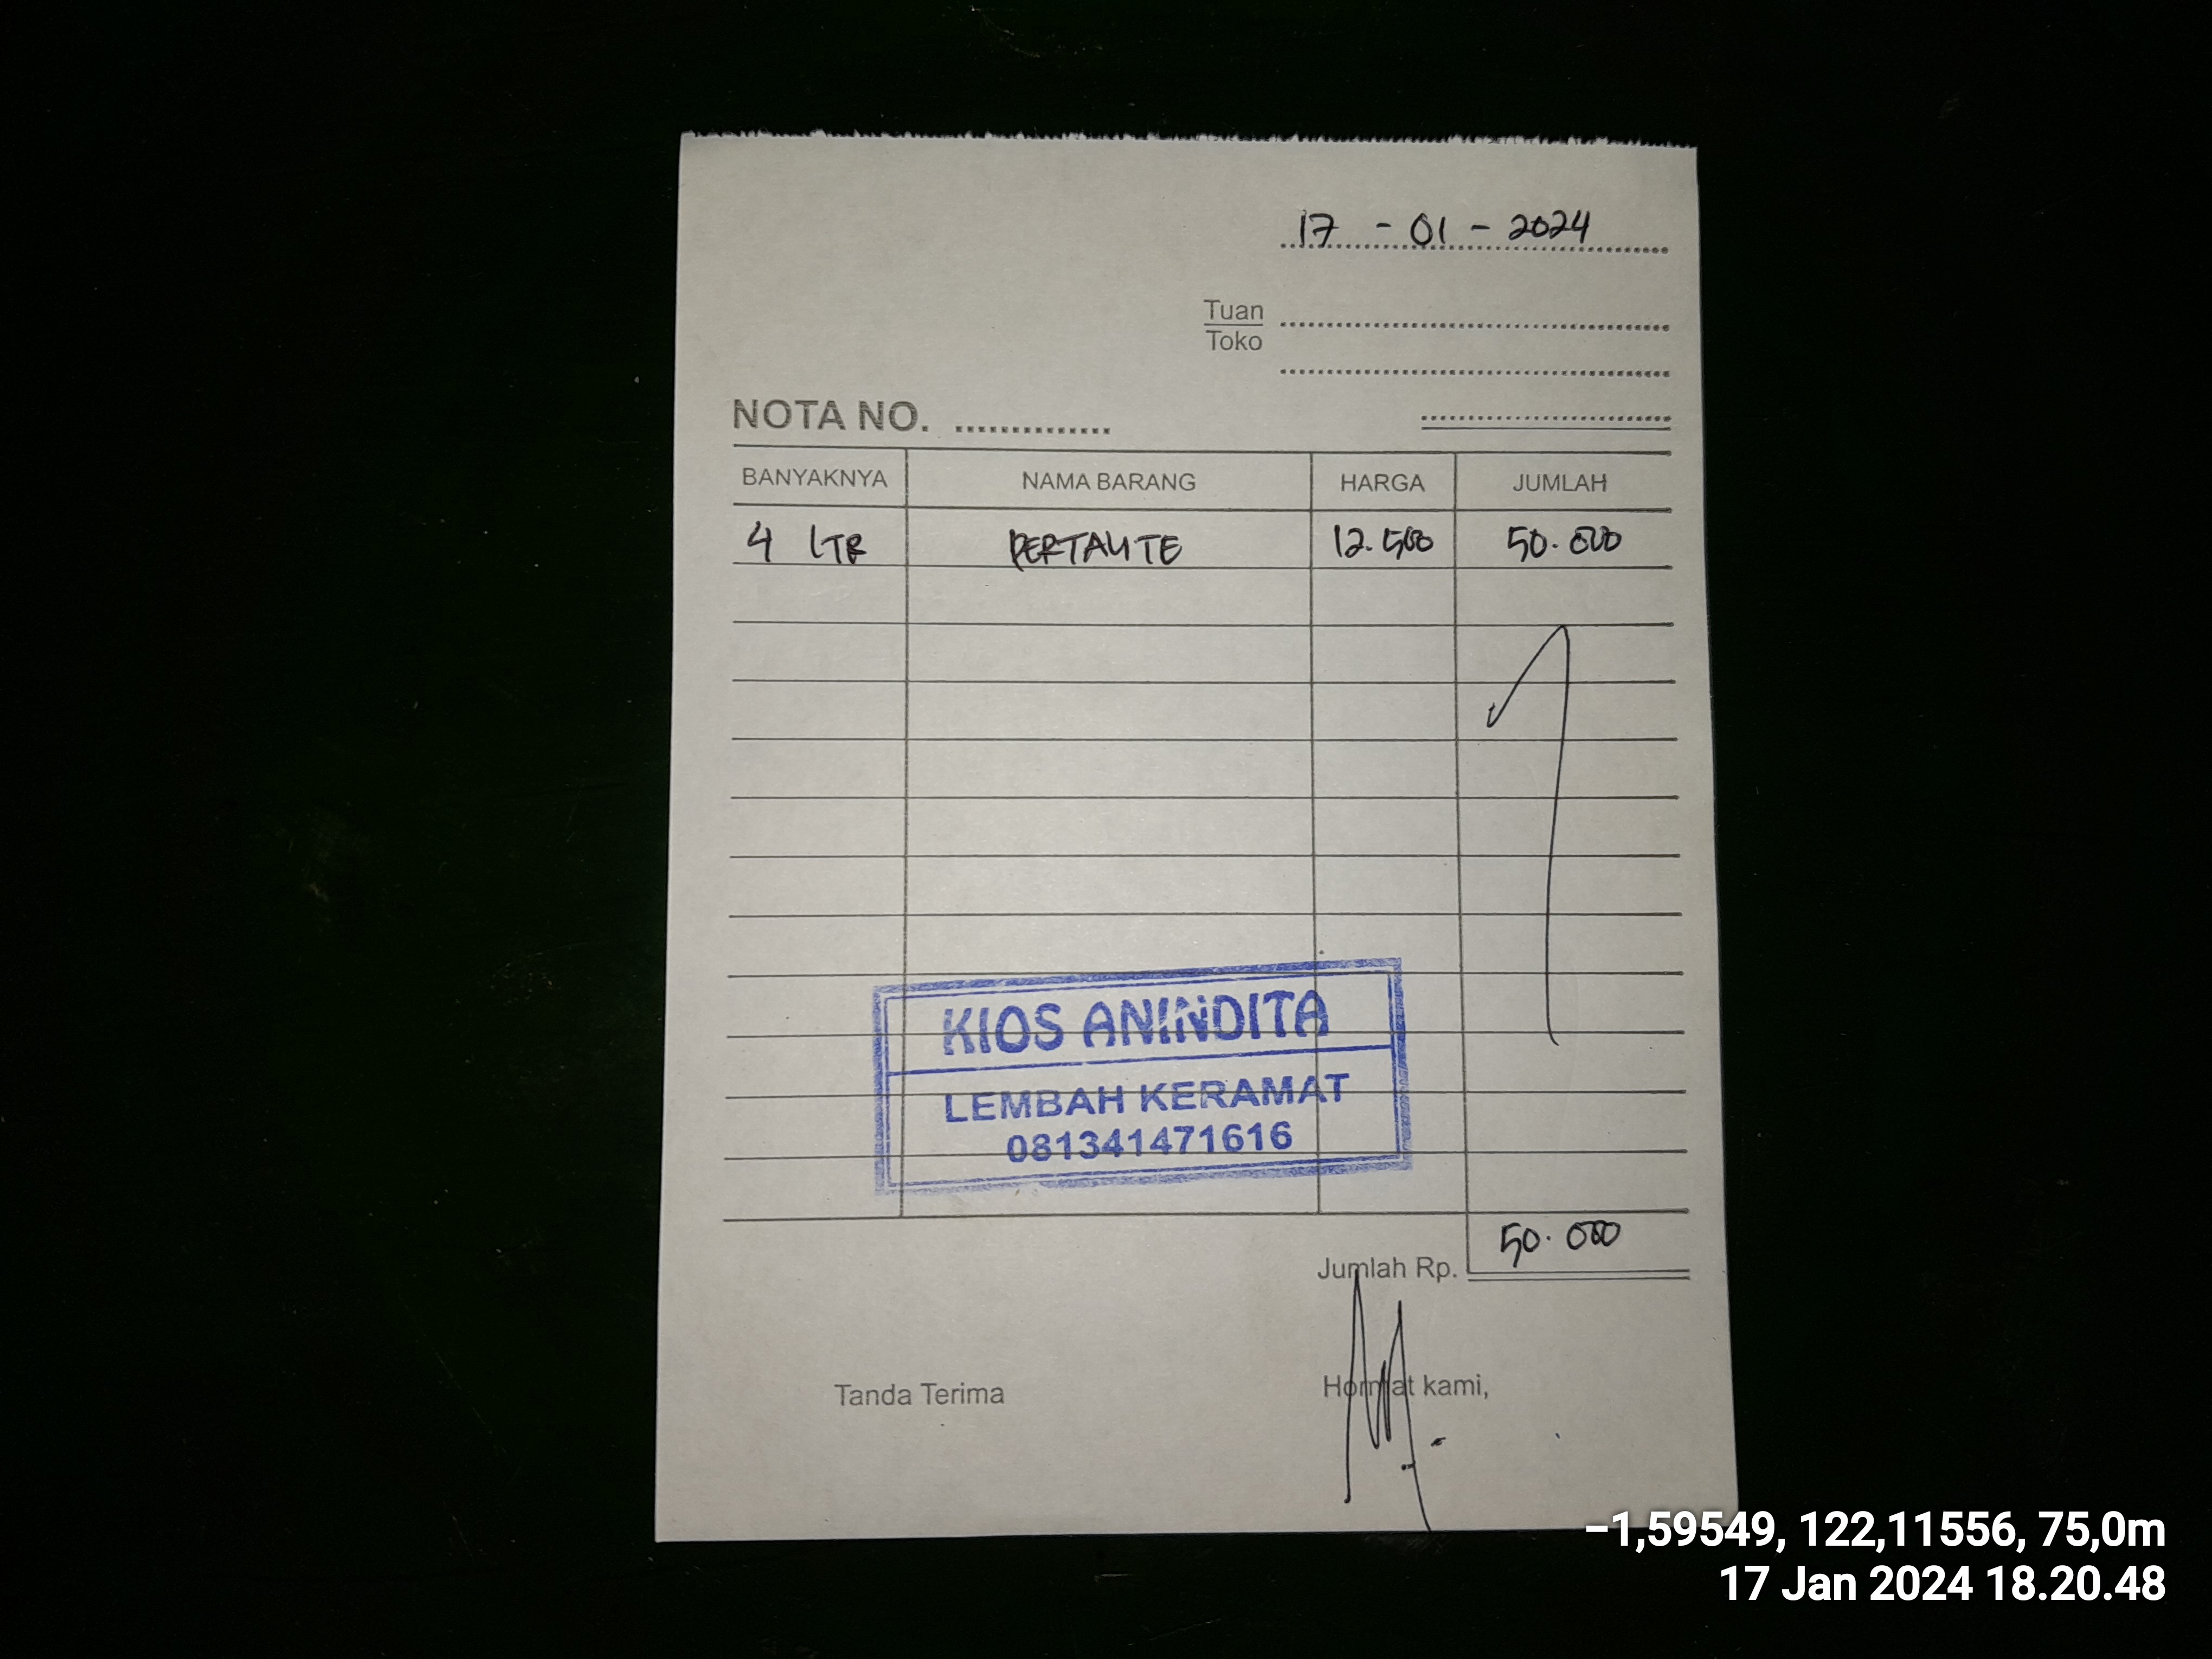 17 - 01 - 2024
Tuan
Toko
NOTA NO.
BANYAKNYA NAMA BARANG HARGA JUMLAH
4 LTR PERTALITE 12.500 50.000
KIOS ANINDITA
LEMBAH KERAMAT
081341471616
Jumlah Rp. 50.000
Tanda Terima Hormat kami,
−1,59549, 122,11556, 75,0m
17 Jan 2024 18.20.48